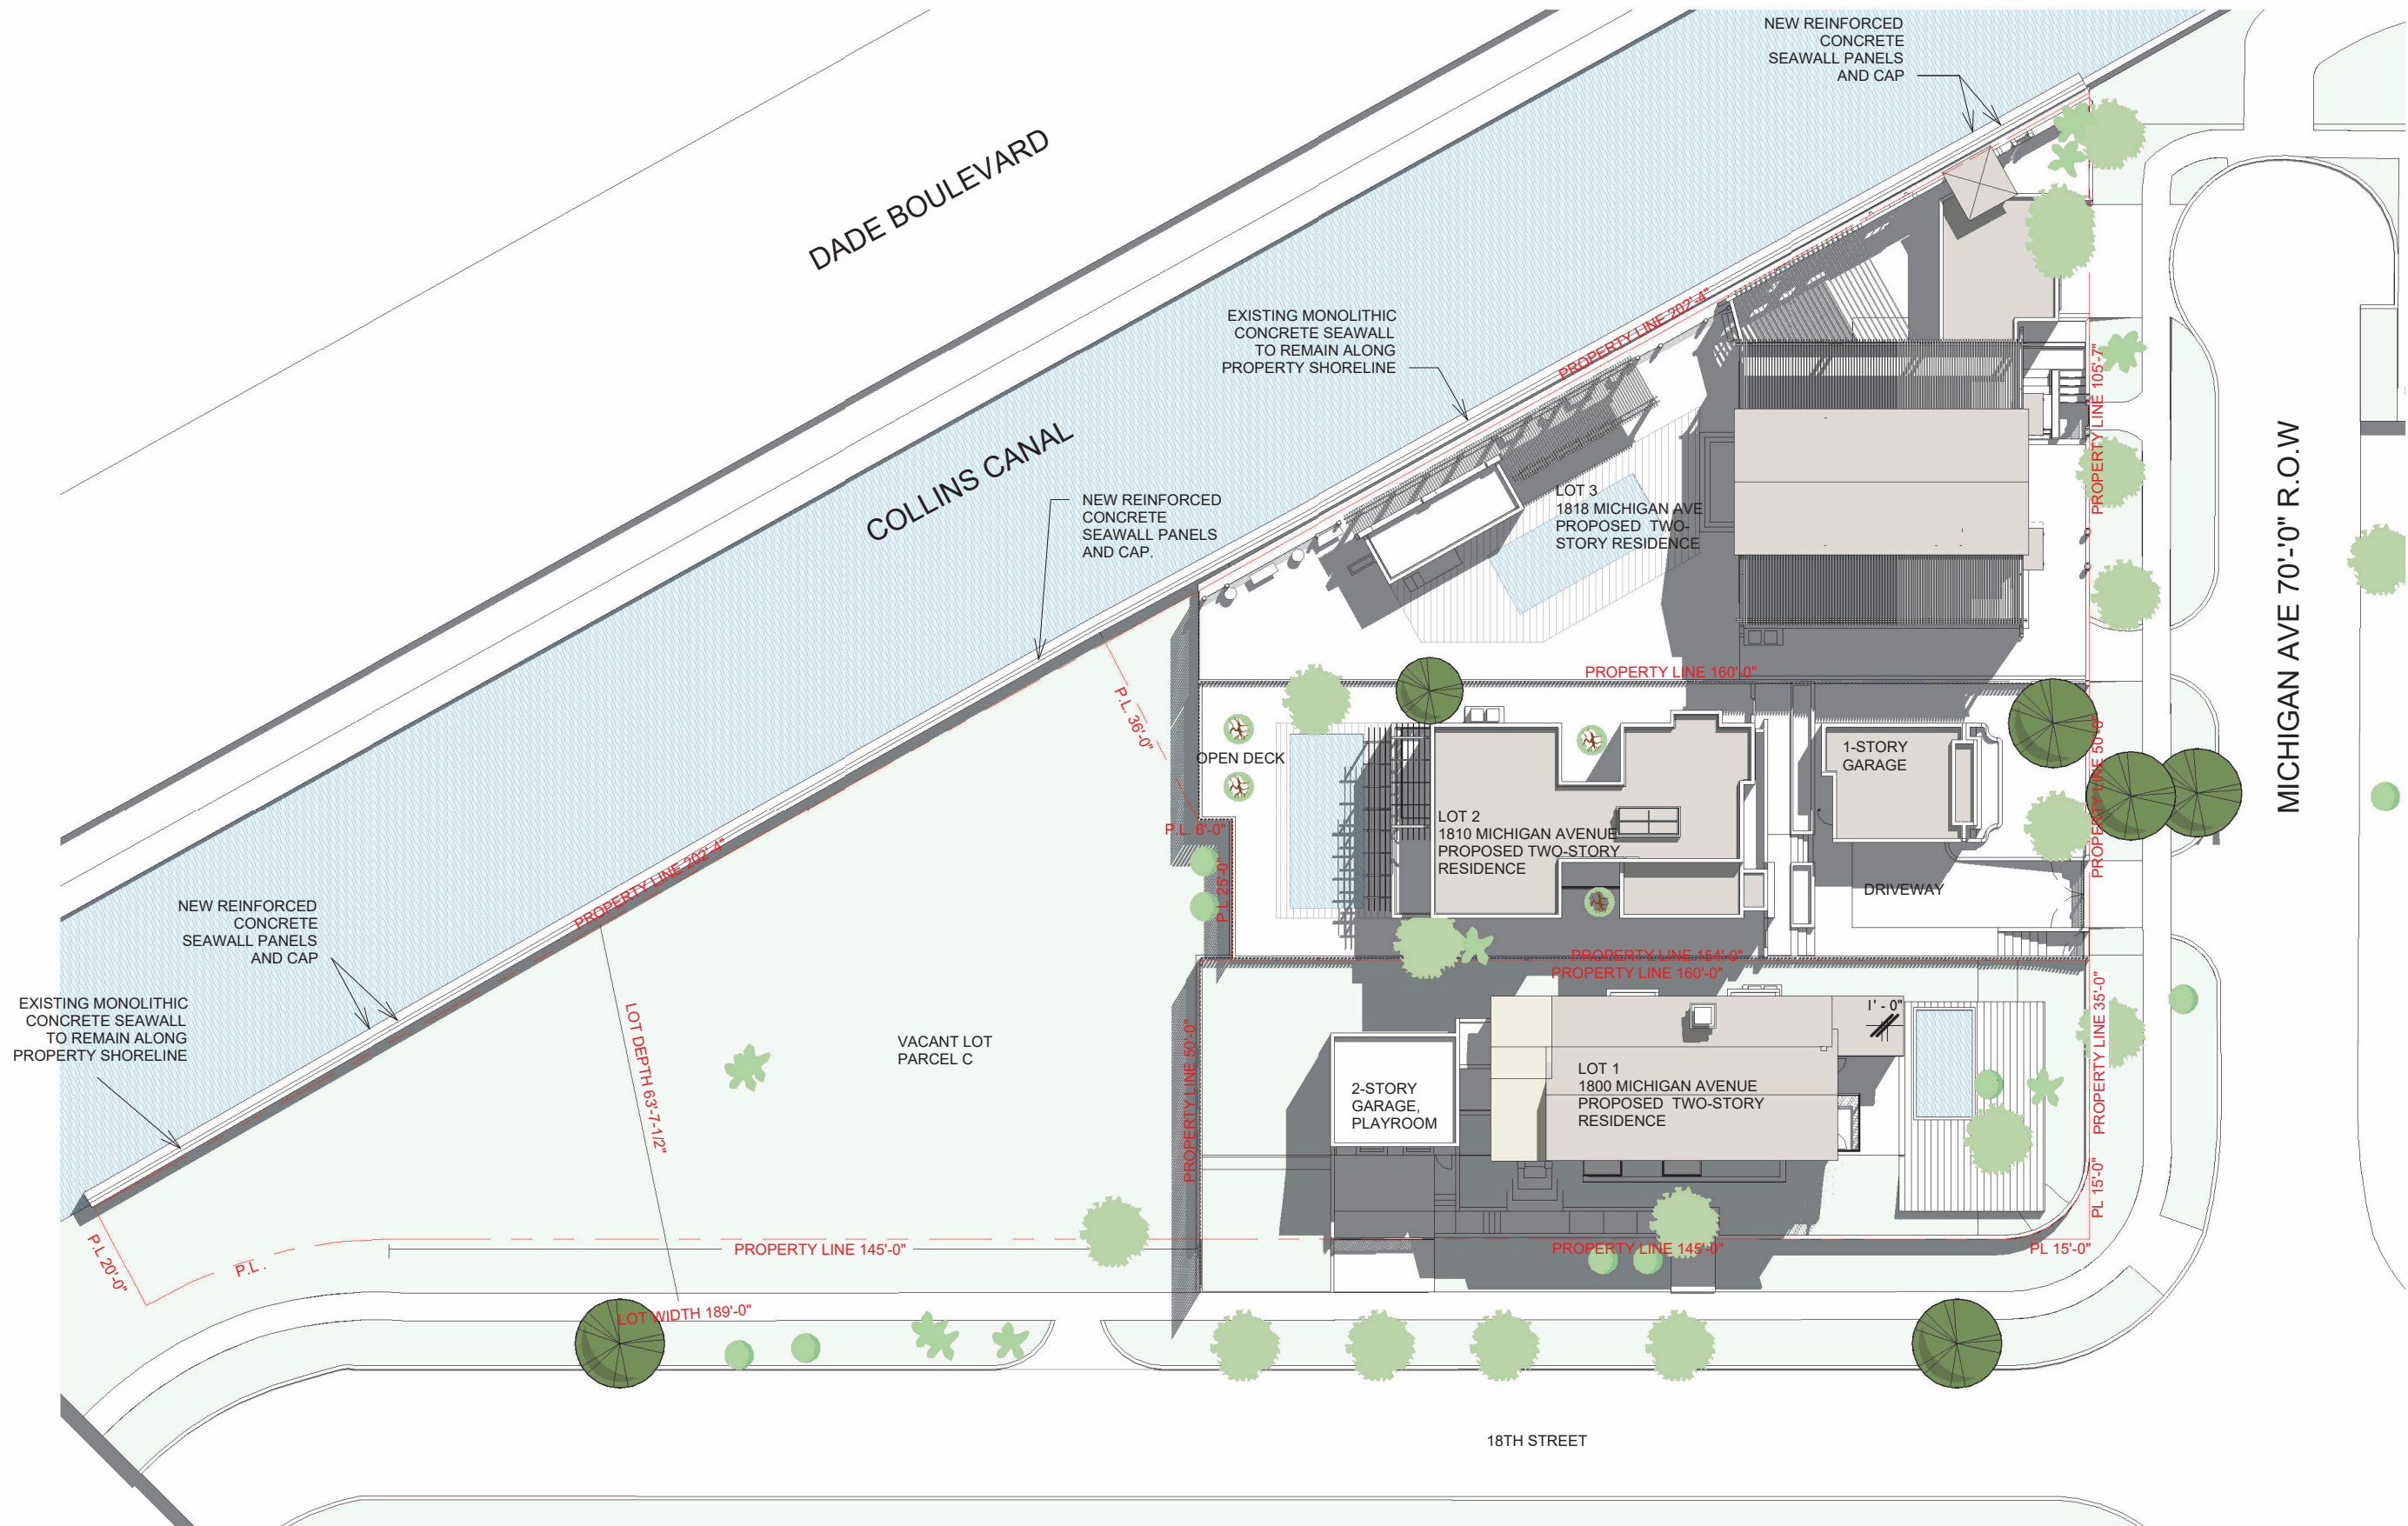 NEW REINFORCED
CONCRETE
SEAWALL PANELS
AND CAP
DADE BOULEVARD
EXISTING MONOLITHIC
CONCRETE SEAWALL
TO REMAIN ALONG
PROPERTY SHORELINE
PROPERTY LINE 202'-4"
PROPERTY LINE 105'-7"
COLLINS CANAL
MICHIGAN AVE 70'-'0" R.O.W
NEW REINFORCED
CONCRETE
SEAWALL PANELS
AND CAP.
LOT 3
1818 MICHIGAN AVE
PROPOSED TWO-
STORY RESIDENCE
PROPERTY LINE 160'-0"
P.L. 36'-0"
OPEN DECK
1-STORY
GARAGE
PROPERTY LINE 50'-0"
P.L. 6'-0"
P.L 25'-0"
LOT 2
1810 MICHIGAN AVENUE
PROPOSED TWO-STORY
RESIDENCE
DRIVEWAY
PROPERTY LINE 202'-4"
NEW REINFORCED
CONCRETE
SEAWALL PANELS
AND CAP
PROPERTY LINE 154'-0"
PROPERTY LINE 160'-0"
EXISTING MONOLITHIC
CONCRETE SEAWALL
TO REMAIN ALONG
PROPERTY SHORELINE
LOT DEPTH 63'-7-1/2"
VACANT LOT
PARCEL C
PROPERTY LINE 50'-0"
1' - 0"
PROPERTY LINE 35'-0"
2-STORY
GARAGE,
PLAYROOM
LOT 1
1800 MICHIGAN AVENUE
PROPOSED TWO-STORY
RESIDENCE
PL 15'-0"
P.L 20'-0"
P.L .
PROPERTY LINE 145'-0"
PROPERTY LINE 145'-0"
PL 15'-0"
LOT WIDTH 189'-0"
18TH STREET